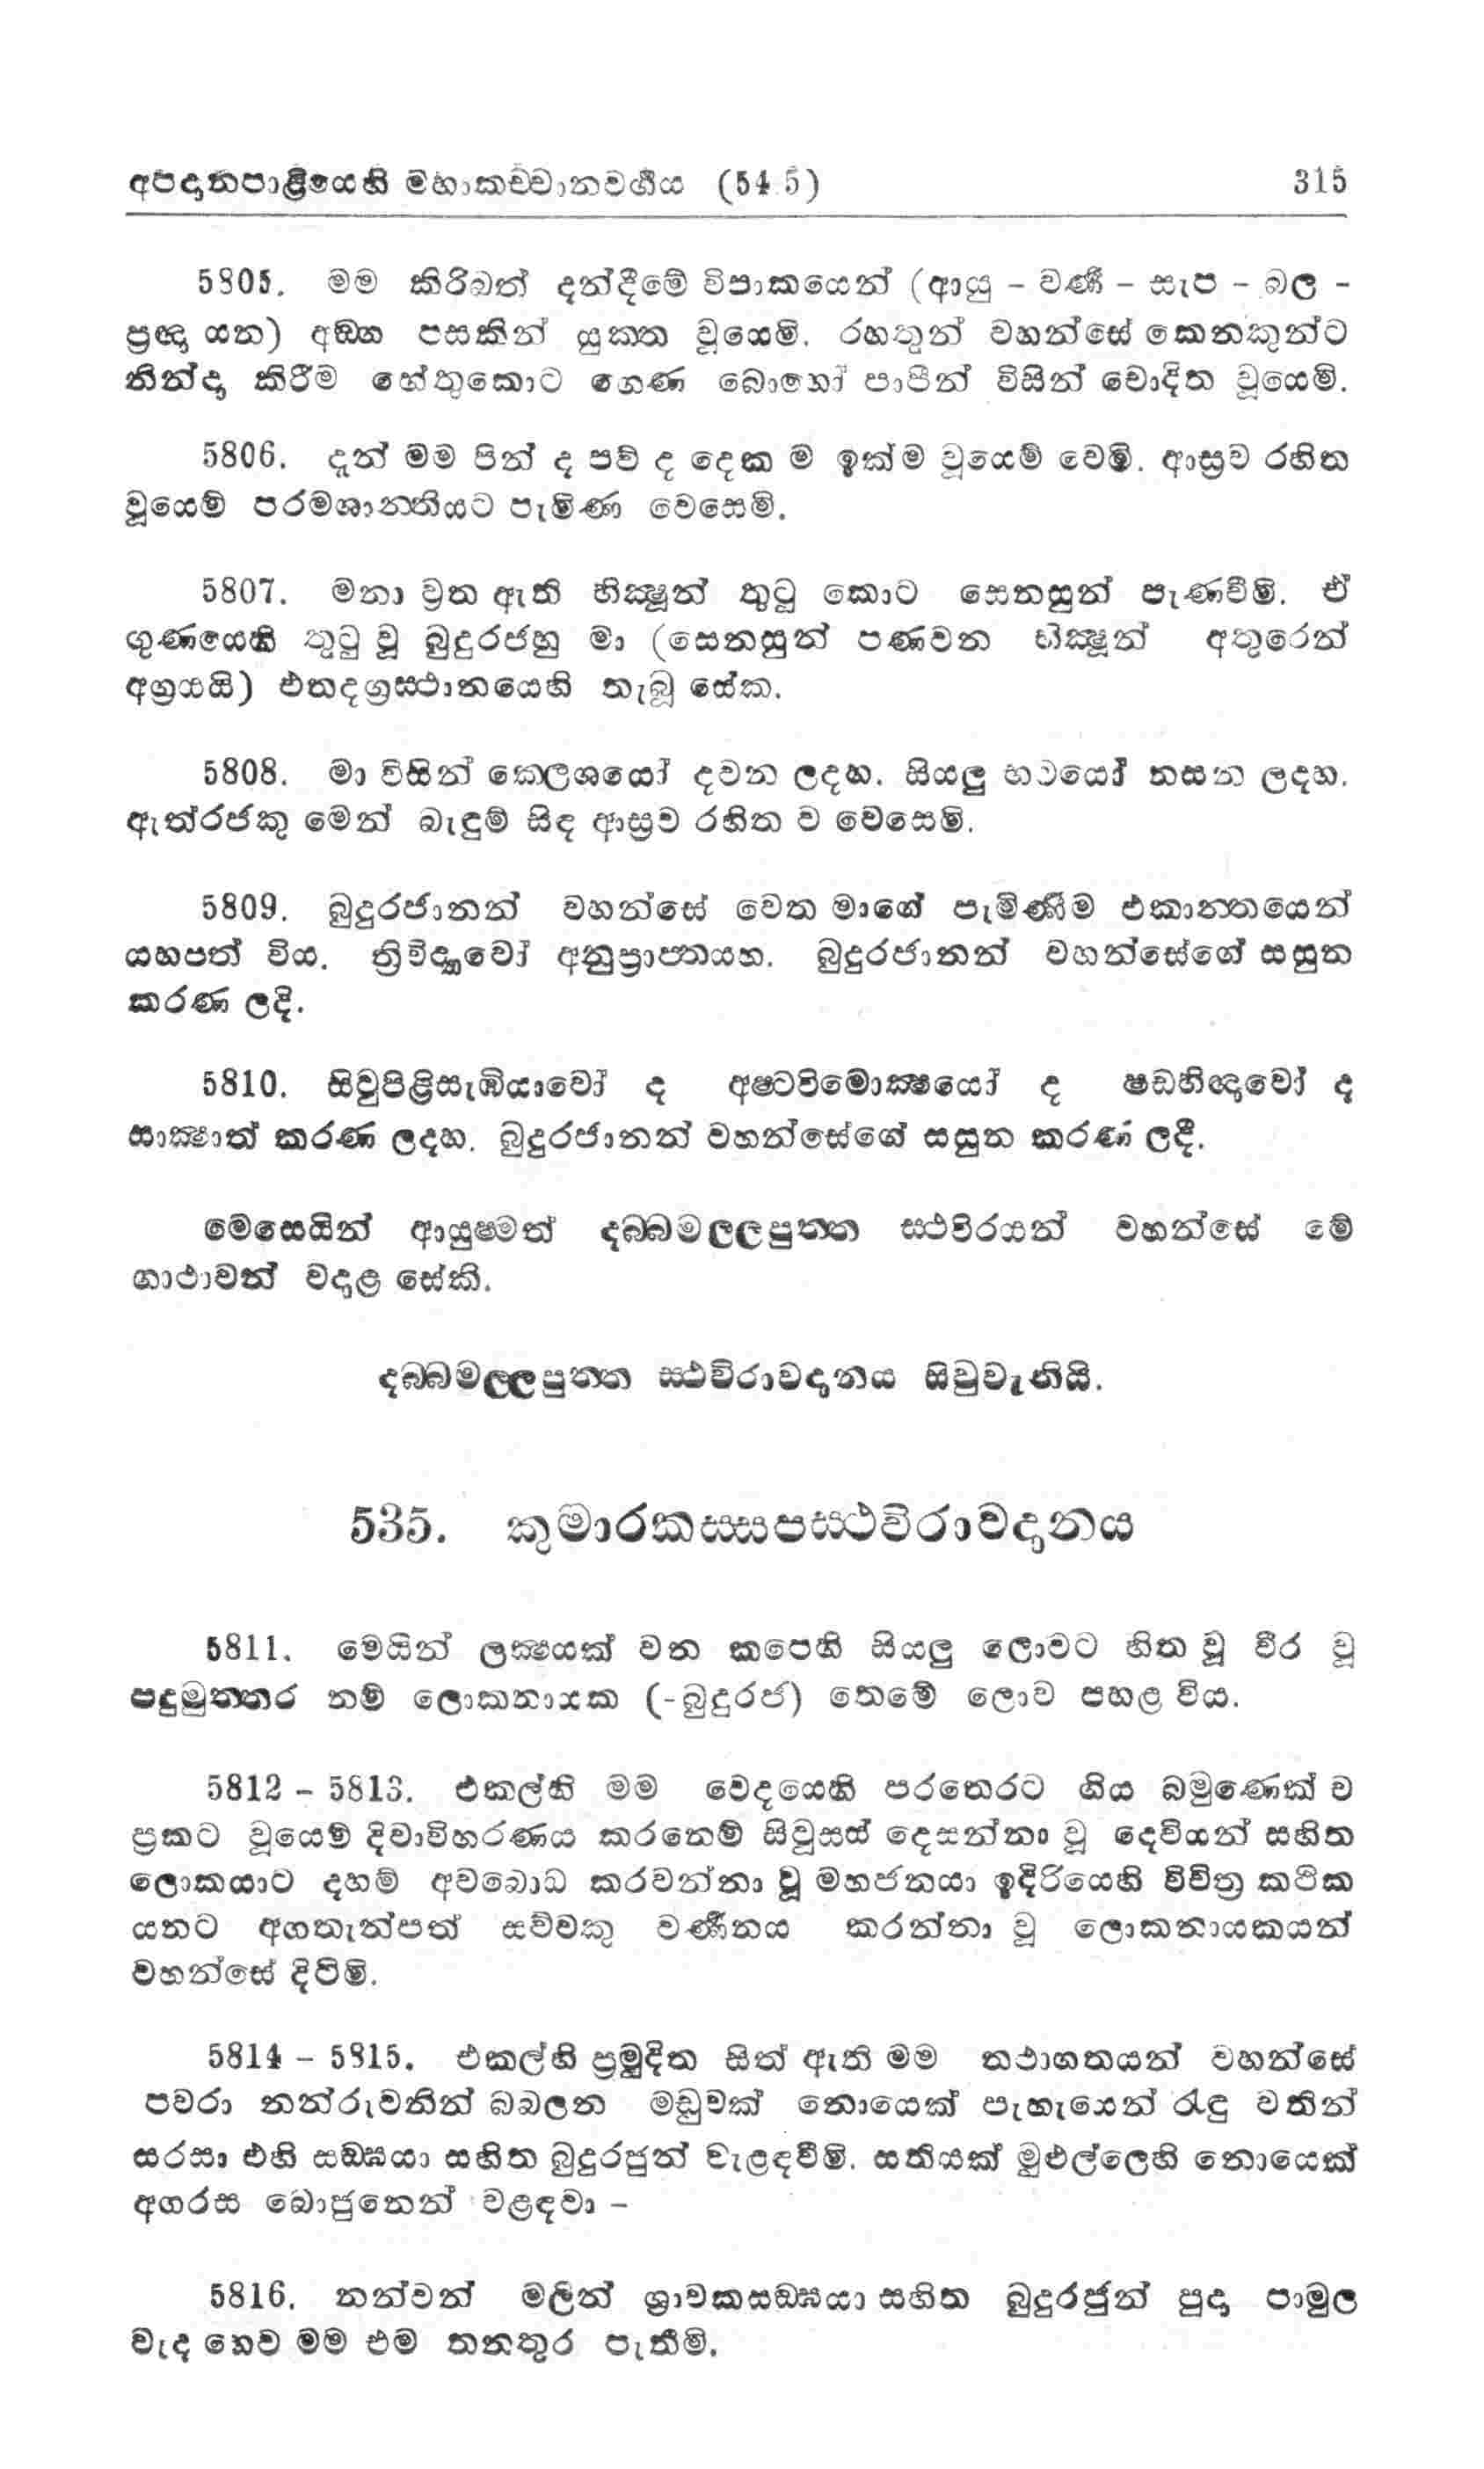 අපදානපාළියෙහි මහාකච්චානවර්ගය (54 5) 315
5805. මම කිරිබත් දන්දීමේ විපාකයෙන් (ආයු - වර්ණ - සැප - බල -
ප්‍රඥා යන) අඞ්ග පසකින් යුක්ත වූයෙමි. රහතුන් වහන්සේ කෙනකුන්ට
නින්දා කිරීම හේතුකොට ගෙණ බොහෝ පාපීන් විසින් චොදිත වූයෙමි.
5806. දැන් මම පින් ද පව් ද දෙක ම ඉක්ම වූයෙම් වෙමි. ආස්‍රව රහිත
වූයෙම් පරමශාන්තියට පැමිණ වෙසෙමි.
5807. මනා ව්‍රත ඇති භික්‍ෂූන් තුටු කොට සෙනසුන් පැණවීමි. ඒ
ගුණයෙහි තුටු වූ බුදුරජහු මා (සෙනසුන් පණවන භික්‍ෂූන් අතුරෙන්
අග්‍රයයි) එතදග්‍රස්ථානයෙහි තැබූ සේක.
5808. මා විසින් කෙලශයෝ දවන ලදහ. සියලු භවයෝ නසන ලදහ.
ඇත්රජකු මෙන් බැඳුම් සිඳ ආස්‍රව රහිත ව වෙසෙමි.
5809. බුදුරජානන් වහන්සේ වෙත මාගේ පැමිණීම එකාන්තයෙන්
යහපත් විය. ත්‍රිවිද්‍යාවෝ අනුප්‍රාප්තයහ. බුදුරජානන් වහන්සේගේ සසුන
කරණ ලදි.
5810. සිවුපිළිසැඹියාවෝ ද අෂ්ටවිමොක්‍ෂයෝ ද ෂඩභිඥාවෝ ද
සාක්‍ෂාත් කරණ ලදහ. බුදුරජානන් වහන්සේගේ සසුන කරණ ලදී.
මෙසෙයින් ආයුෂ්මත් දබ්බමල්ලපුත්ත ස්ථවිරයන් වහන්සේ මේ
ගාථාවන් වදාළ සේකි.
දබ්බමල්ලපුත්ත ස්ථවිරාවදානය සිවුවැනියි.
535. කුමාරකස්සපස්ථවිරාවදානය
5811. මෙයින් ලක්‍ෂයක් වන කපෙහි සියලු ලොවට හිත වූ වීර වූ
පදුමුත්තර නම් ලොකනායක (-බුදුරජ) තෙමේ ලොව පහළ විය.
5812 - 5813. එකල්හි මම වෙදයෙහි පරතෙරට ගිය බමුණෙක් ව
ප්‍රකට වූයෙම් දිවාවිහරණය කරනෙම් සිවූසස් දෙසන්නා වූ දෙවියන් සහිත
ලොකයාට දහම් අවබොධ කරවන්නා වූ මහජනයා ඉදිරියෙහි විචිත්‍ර කථික
යනට අගතැන්පත් සව්වකු වර්ණනය කරන්නා වූ ලොකනායකයන්
වහන්සේ දිටිමි.
5814 - 5815. එකල්හි ප්‍රමුදිත සිත් ඇති මම තථාගතයන් වහන්සේ
පවරා නන්රුවනින් බබලන මඩුවක් නොයෙක් පැහැයෙන් රැඳු වතින්
සරසා එහි සඞ්ඝයා සහිත බුදුරජුන් වැළඳවීමි. සතියක් මුළුල්ලෙහි නොයෙක්
අගරස බොජුනෙන් වළඳවා -
5816. නන්වන් මලින් ශ්‍රාවකසඞ්ඝයා සහිත බුදුරජුන් පුදා පාමුල
වැද හෙව මම එම තනතුර පැතීමි.